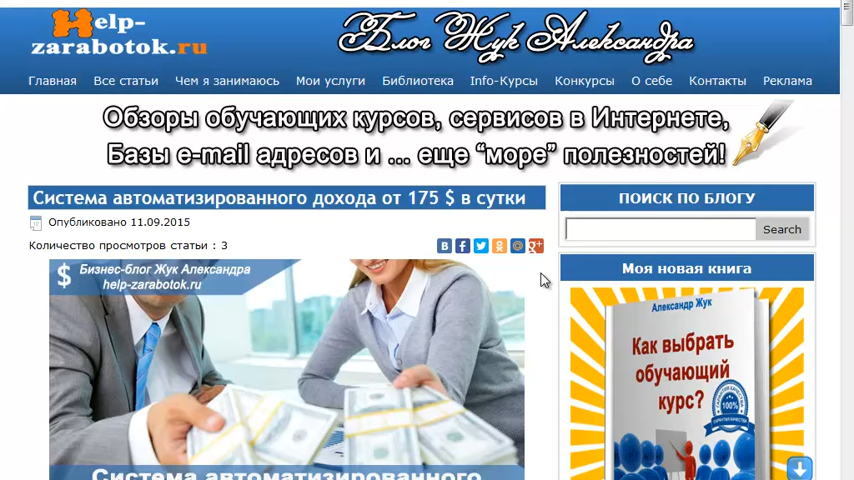 Help-
zarabotok.ru
Блог Жук Александра
Главная Все статьи Чем я занимаюсь Мои услуги Библиотека Info-Курсы Конкурсы О себе Контакты Реклама
Обзоры обучающих курсов, сервисов в Интернете,
Базы e-mail адресов и ... еще "море" полезностей!
Система автоматизированного дохода от 175 $ в сутки
Опубликовано 11.09.2015
Количество просмотров статьи : 3
$ Бизнес-блог Жук Александра
help-zarabotok.ru
Система автоматизированного
ПОИСК ПО БЛОГУ
Search
Моя новая книга
Александр Жук
Как выбрать
обучающий
курс?
100%